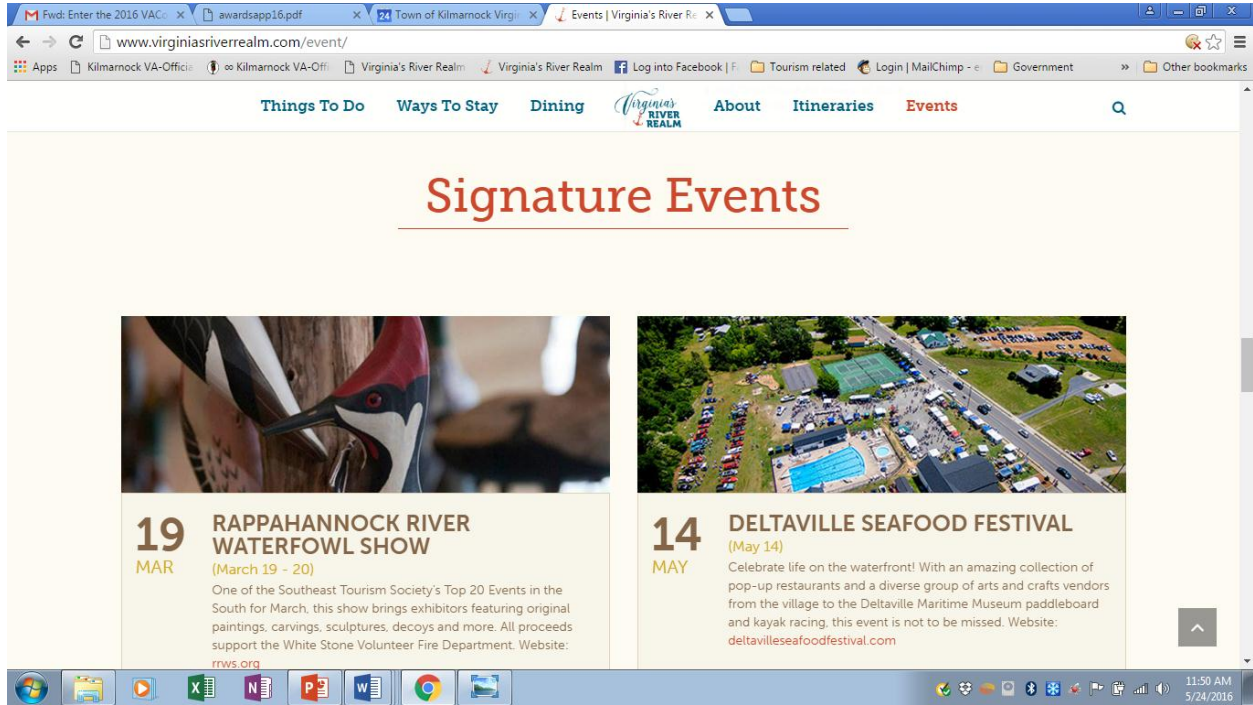 Fwd: Enter the 2016 VACo
awardsapp16.pdf
24 Town of Kilmarnock Virgin
Events | Virginia's River Re
www.virginiasriverrealm.com/event/
Apps
Kilmarnock VA-Official
∞ Kilmarnock VA-Offi
Virginia's River Realm
Virginia's River Realm
Log into Facebook | F
Tourism related
Login | MailChimp - e
Government
»
Other bookmarks
Things To Do
Ways To Stay
Dining
Virginia's
RIVER
REALM
About
Itineraries
Events
Signature Events
19
MAR
RAPPAHANNOCK RIVER
WATERFOWL SHOW
(March 19 - 20)
One of the Southeast Tourism Society's Top 20 Events in the
South for March, this show brings exhibitors featuring original
paintings, carvings, sculptures, decoys and more. All proceeds
support the White Stone Volunteer Fire Department. Website:
rrws.org
14
MAY
DELTAVILLE SEAFOOD FESTIVAL
(May 14)
Celebrate life on the waterfront! With an amazing collection of
pop-up restaurants and a diverse group of arts and crafts vendors
from the village to the Deltaville Maritime Museum paddleboard
and kayak racing, this event is not to be missed. Website:
deltavilleseafoodfestival.com
11:50 AM
5/24/2016